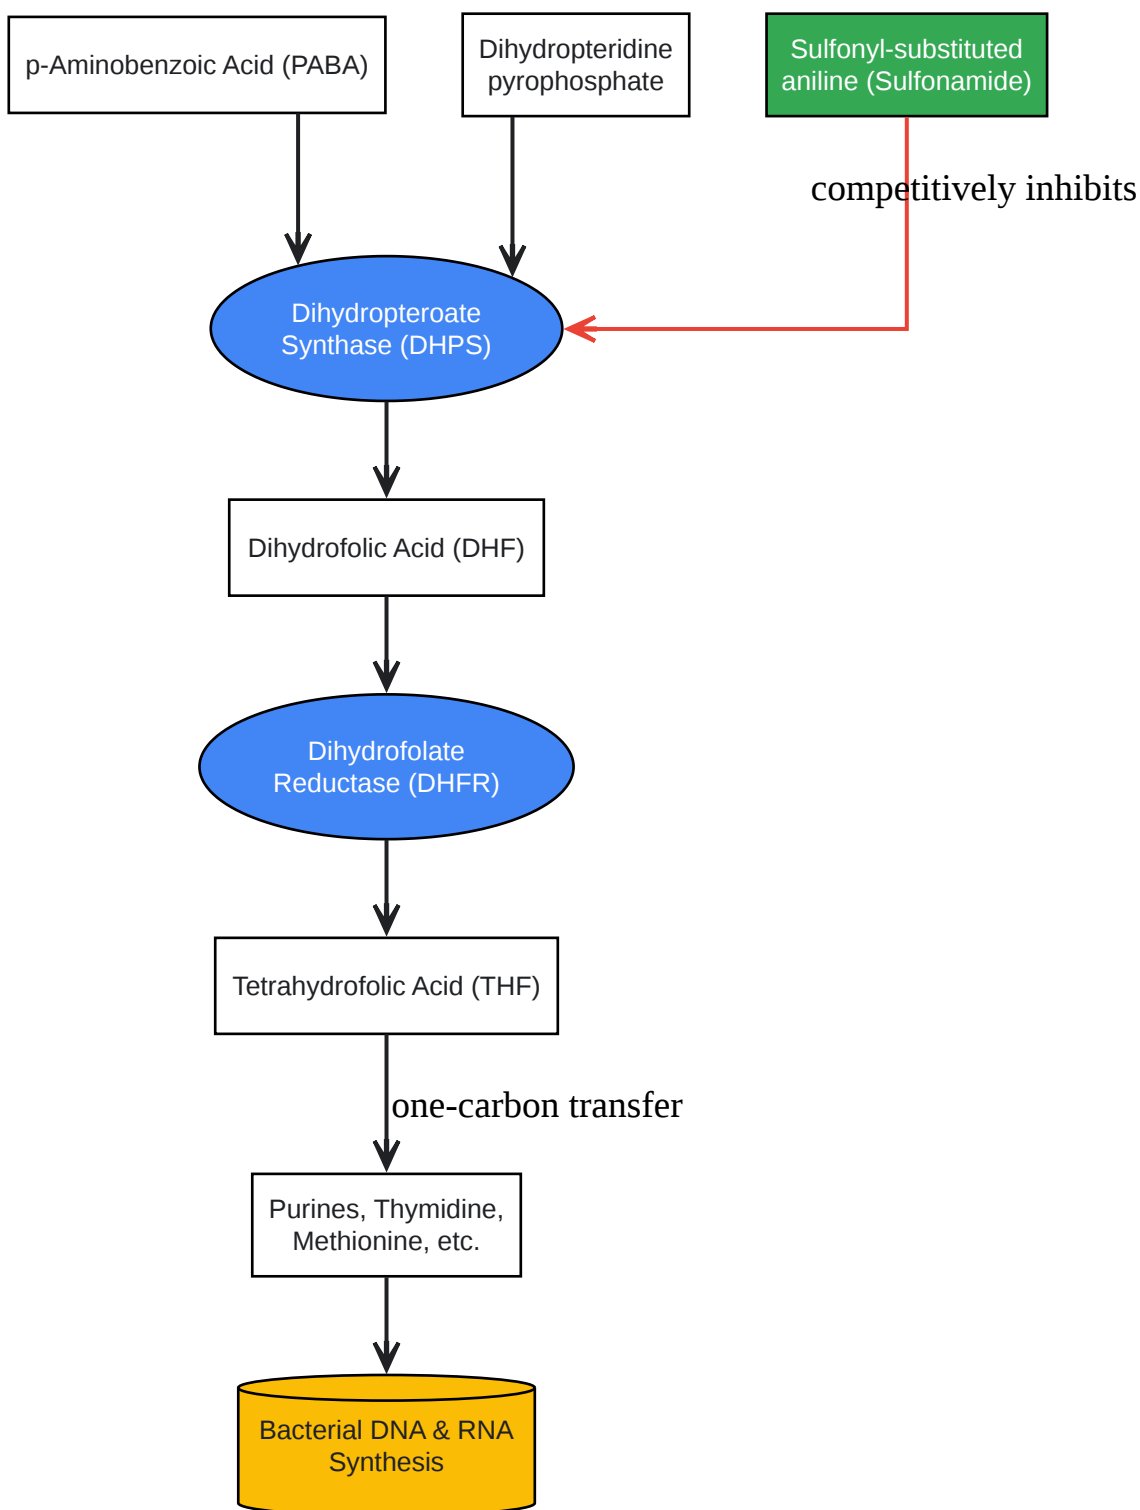 p-Aminobenzoic Acid (PABA)
Dihydropteridine
pyrophosphate
Sulfonyl-substituted
aniline (Sulfonamide)
competitively inhibits
Dihydropteroate
Synthase (DHPS)
Dihydrofolic Acid (DHF)
Dihydrofolate
Reductase (DHFR)
Tetrahydrofolic Acid (THF)
one-carbon transfer
Purines, Thymidine,
Methionine, etc.
Bacterial DNA & RNA
Synthesis